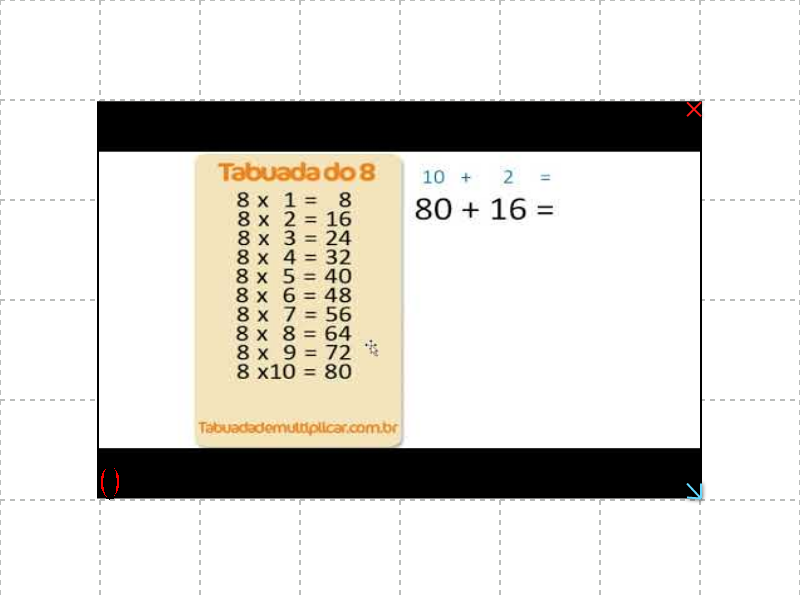 Tabuada do 8
8 x 1 = 8
8 x 2 = 16
8 x 3 = 24
8 x 4 = 32
8 x 5 = 40
8 x 6 = 48
8 x 7 = 56
8 x 8 = 64
8 x 9 = 72
8 x10 = 80
Tabuadademultiplicar.com.br
10 + 2 =
80 + 16 =
()